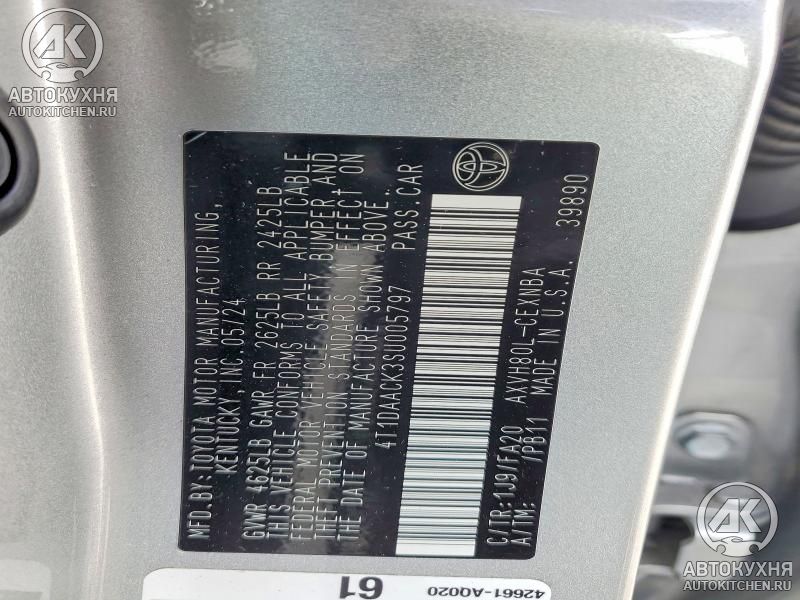 АК
АВТОКУХНЯ
AUTOKITCHEN.RU
MFD. BY: TOYOTA MOTOR MANUFACTURING,
KENTUCKY, INC. 05/24
GVWR 4625LB GAWR FR 2625LB RR 2425LB
THIS VEHICLE CONFORMS TO ALL APPLICABLE
FEDERAL MOTOR VEHICLE SAFETY, BUMPER, AND
THEFT PREVENTION STANDARDS IN EFFECT ON
THE DATE OF MANUFACTURE SHOWN ABOVE.
4T1DAACK3SU005797 PASS.CAR
C/TR:1J9/FA20 AXVH80L-CEXNBA
A/TM: /PB11 MADE IN U.S.A. 39890
42661-AQ020
61
АК
АВТОКУХНЯ
AUTOKITCHEN.RU